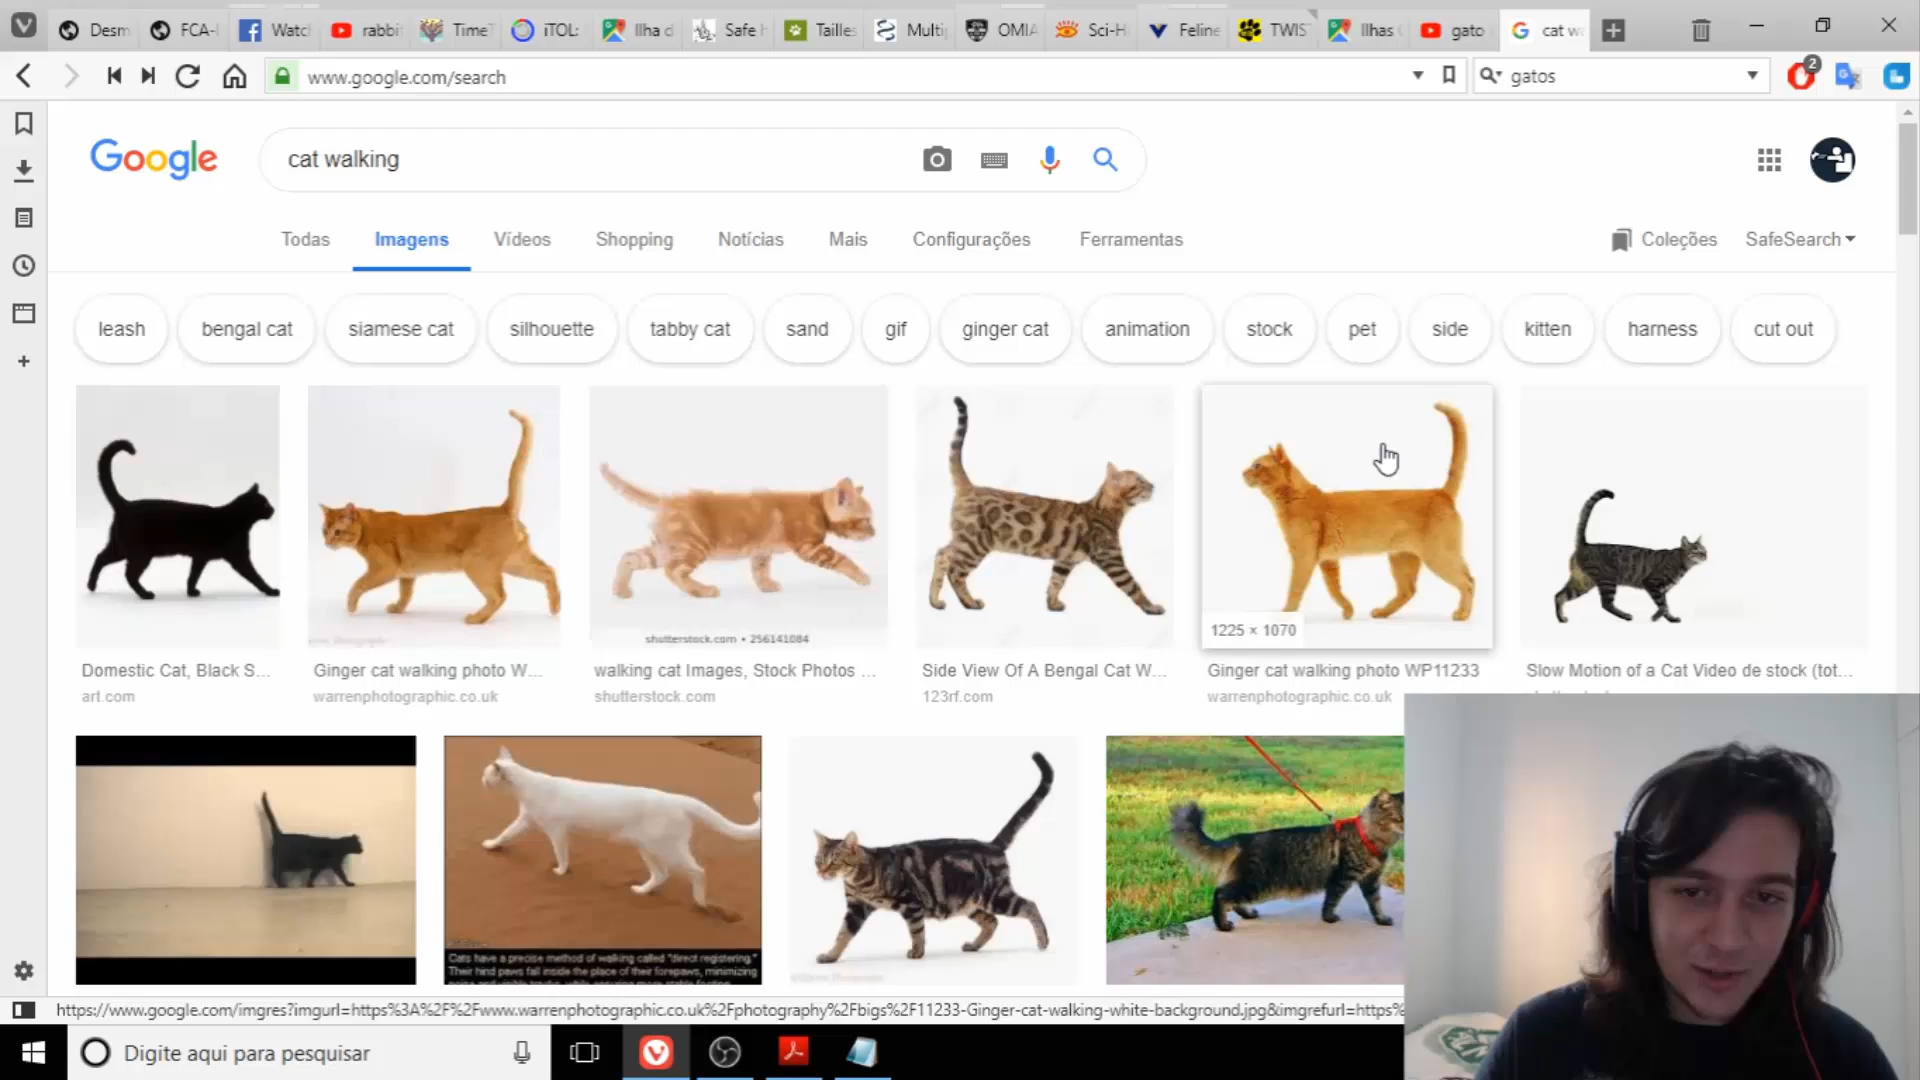 Desm
FCA-I
Watc
rabbi
Time
iTOL:
Ilha d
Safe H
Tailles
Multi
OMIA
Sci-H
Feline
TWIS
Ilhas
gato
cat w
www.google.com/search
gatos
2
Google
cat walking
Todas
Imagens
Vídeos
Shopping
Notícias
Mais
Configurações
Ferramentas
Coleções
SafeSearch
leash
bengal cat
siamese cat
silhouette
tabby cat
sand
gif
ginger cat
animation
stock
pet
side
kitten
harness
cut out
shutterstock.com • 256141084
1225 × 1070
Domestic Cat, Black S...
art.com
Ginger cat walking photo W...
warrenphotographic.co.uk
walking cat Images, Stock Photos ...
shutterstock.com
Side View Of A Bengal Cat W...
123rf.com
Ginger cat walking photo WP11233
warrenphotographic.co.uk
Slow Motion of a Cat Video de stock (tot...
Cats have a precise method of walking called "direct registering."
Their hind paws fall inside the place of their forepaws, minimizing
https://www.google.com/imgres?imgurl=https%3A%2F%2Fwww.warrenphotographic.co.uk%2Fphotography%2Fbigs%2F11233-Ginger-cat-walking-white-background.jpg&imgrefurl=https%
Digite aqui para pesquisar